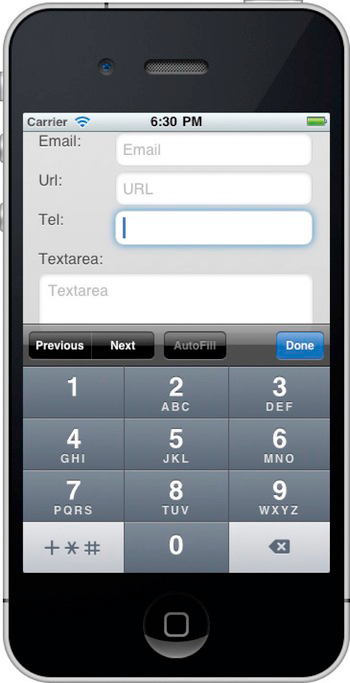 Carrier 6:30 PM
Email: Email
Url: URL
Tel:
Textarea:
Textarea
Previous Next AutoFill Done
1 2 3
ABC DEF
4 5 6
GHI JKL MNO
7 8 9
PQRS TUV WXYZ
+*# 0